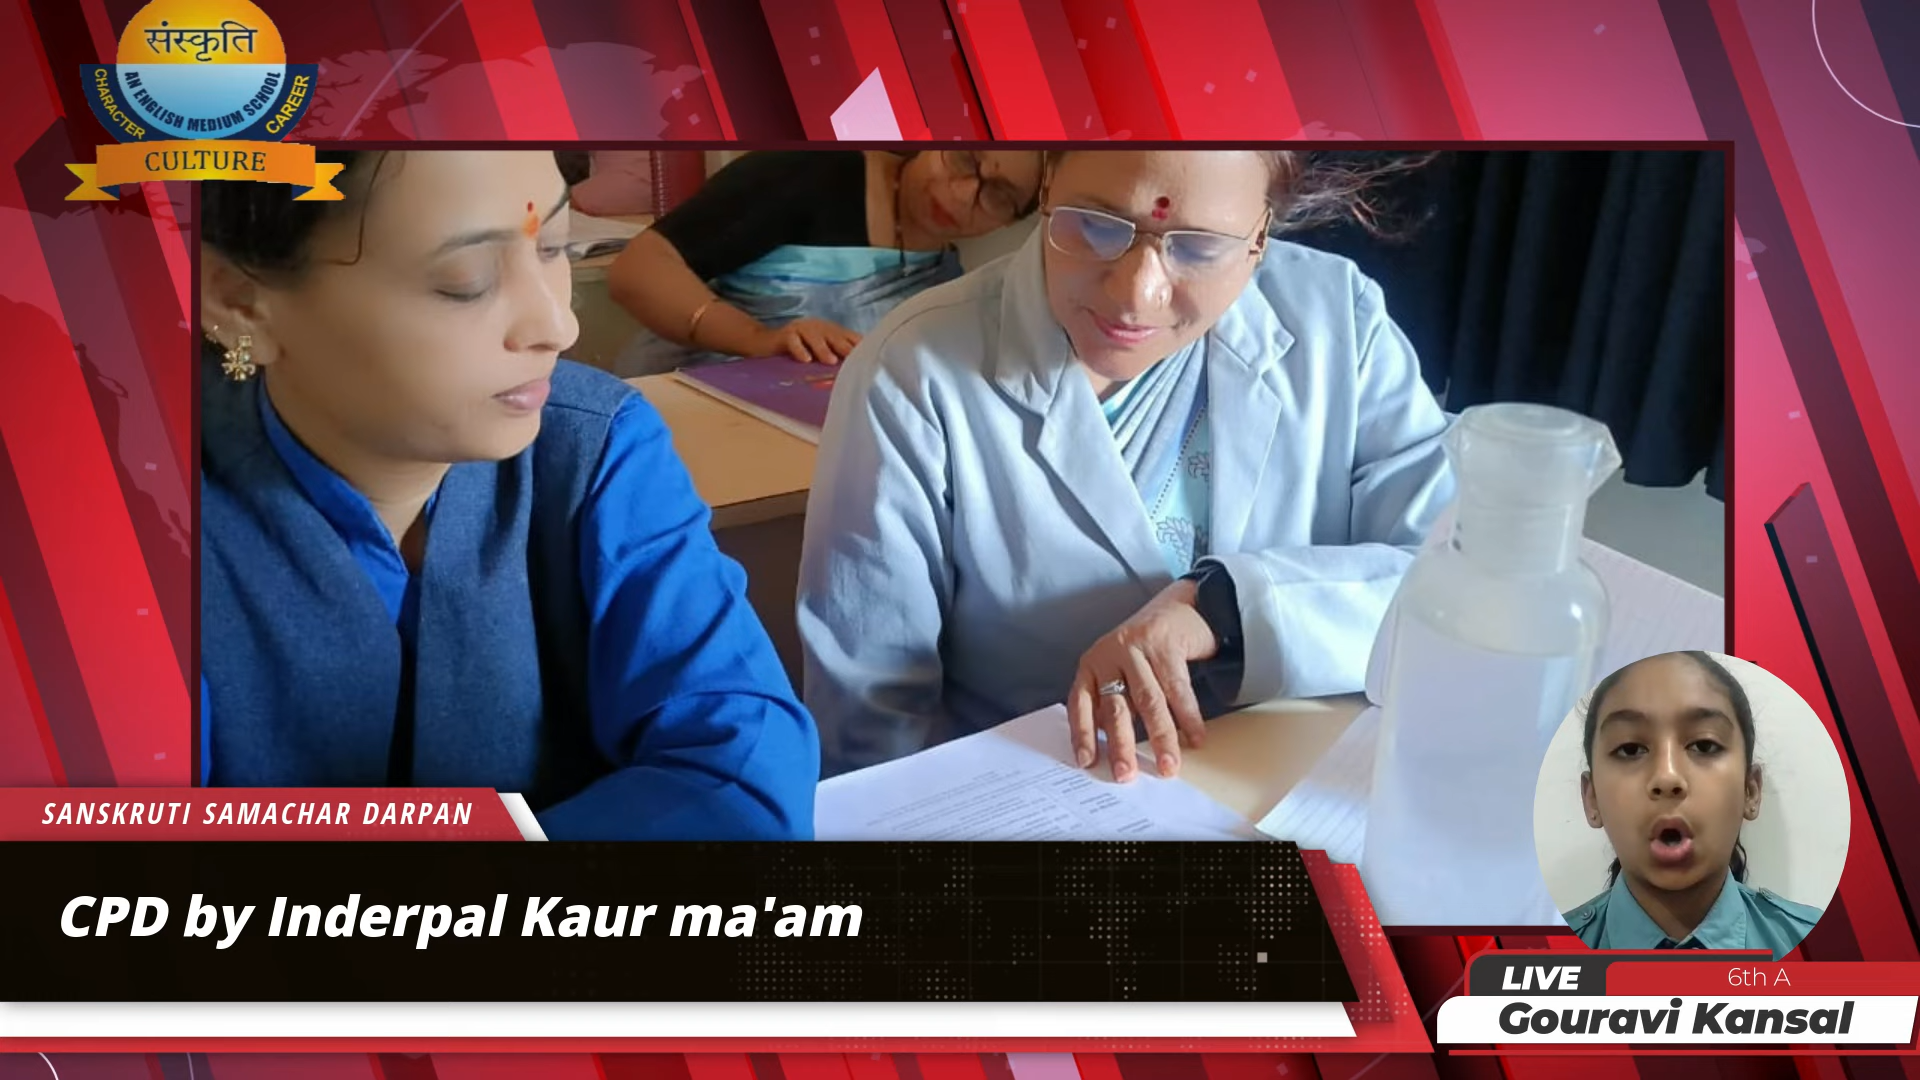 संस्कृति
AN ENGLISH MEDIUM SCHOOL
CHARACTER
CAREER
CULTURE
SANSKRUTI SAMACHAR DARPAN
CPD by Inderpal Kaur ma'am
LIVE
6th A
Gouravi Kansal